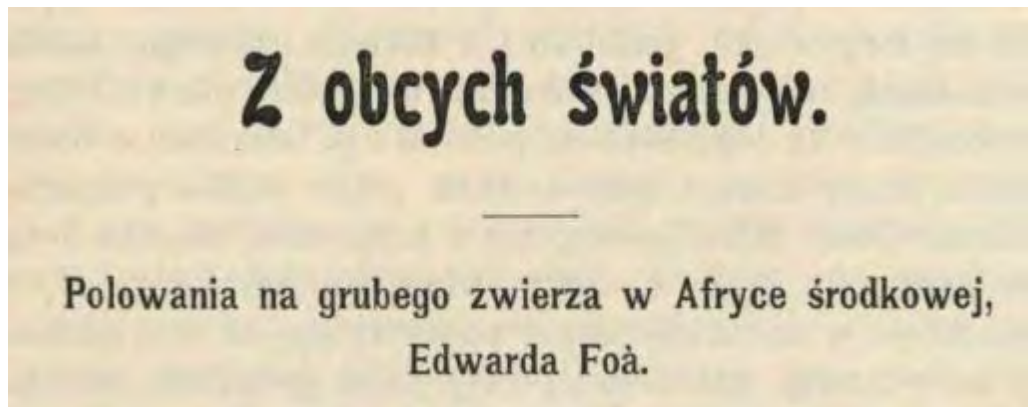 Z obcych światów.
Polowania na grubego zwierza w Afryce środkowej,
Edwarda Foà.